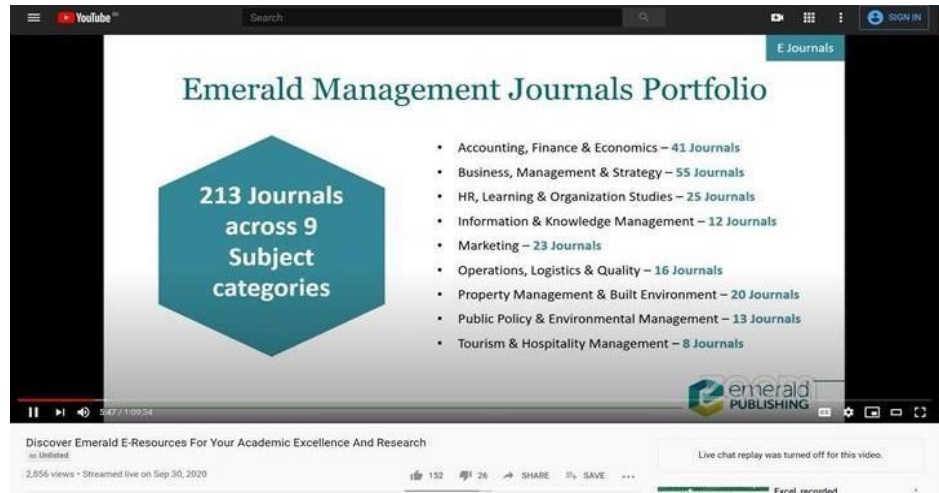 YouTube
Search
SIGN IN
E Journals
Emerald Management Journals Portfolio
213 Journals
across 9
Subject
categories
• Accounting, Finance & Economics – 41 Journals
• Business, Management & Strategy – 55 Journals
• HR, Learning & Organization Studies – 25 Journals
• Information & Knowledge Management – 12 Journals
• Marketing – 23 Journals
• Operations, Logistics & Quality – 16 Journals
• Property Management & Built Environment – 20 Journals
• Public Policy & Environmental Management – 13 Journals
• Tourism & Hospitality Management – 8 Journals
zoom
emerald
PUBLISHING
5:47 / 1:09:34
Discover Emerald E-Resources For Your Academic Excellence And Research
Unlisted
2,856 views • Streamed live on Sep 30, 2020
152 26 SHARE SAVE
Live chat replay was turned off for this video.
Excel recorded